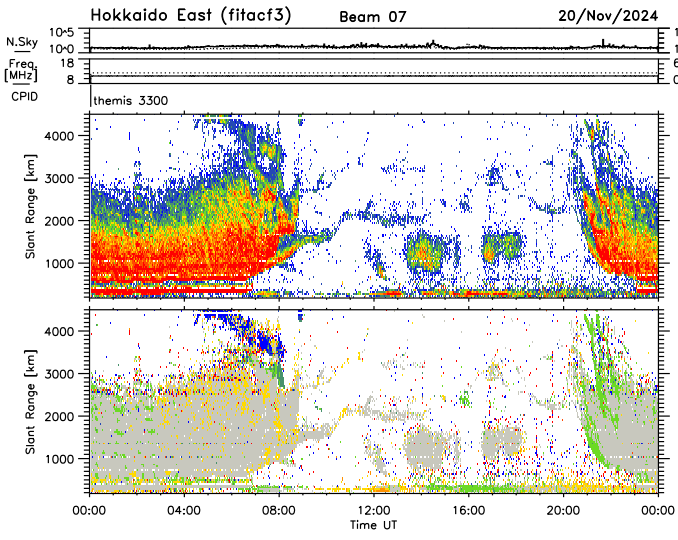 Hokkaido East (fitacf3) Beam 07 20/Nov/2024
N.Sky 10^5 10^0
Freq. [MHz] 18 8
CPID themis 3300
Slant Range [km] 4000 3000 2000 1000
Slant Range [km] 4000 3000 2000 1000
00:00 04:00 08:00 12:00 16:00 20:00 00:00
Time UT